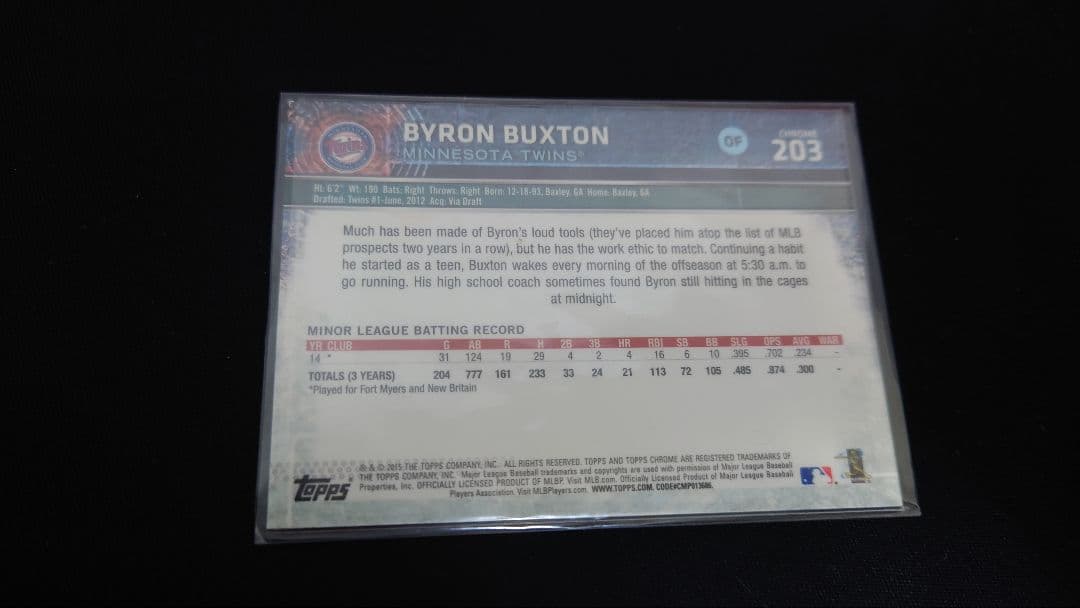 BYRON BUXTON
MINNESOTA TWINS®
OF
CHROME
203
Twins
Ht: 6'2" Wt: 190 Bats: Right Throws: Right Born: 12-18-93, Baxley, GA Home: Baxley, GA
Drafted: Twins #1-June, 2012 Acq: Via Draft
Much has been made of Byron's loud tools (they've placed him atop the list of MLB
prospects two years in a row), but he has the work ethic to match. Continuing a habit
he started as a teen, Buxton wakes every morning of the offseason at 5:30 a.m. to
go running. His high school coach sometimes found Byron still hitting in the cages
at midnight.
MINOR LEAGUE BATTING RECORD
YR CLUB G AB R H 2B 3B HR RBI SB BB SLG OPS AVG WAR
14 * 31 124 19 29 4 2 4 16 6 10 .395 .702 .234 -
TOTALS (3 YEARS) 204 777 161 233 33 24 21 113 72 105 .485 .874 .300 -
*Played for Fort Myers and New Britain
Topps
® & © 2015 THE TOPPS COMPANY, INC. ALL RIGHTS RESERVED. TOPPS AND TOPPS CHROME ARE REGISTERED TRADEMARKS OF
THE TOPPS COMPANY, INC. Major League Baseball trademarks and copyrights are used with permission of Major League Baseball
Properties, Inc. OFFICIALLY LICENSED PRODUCT OF MLBP. Visit MLB.com. Officially Licensed Product of Major League Baseball
Players Association. Visit MLBPlayers.com. WWW.TOPPS.COM. CODE#CMP013686.